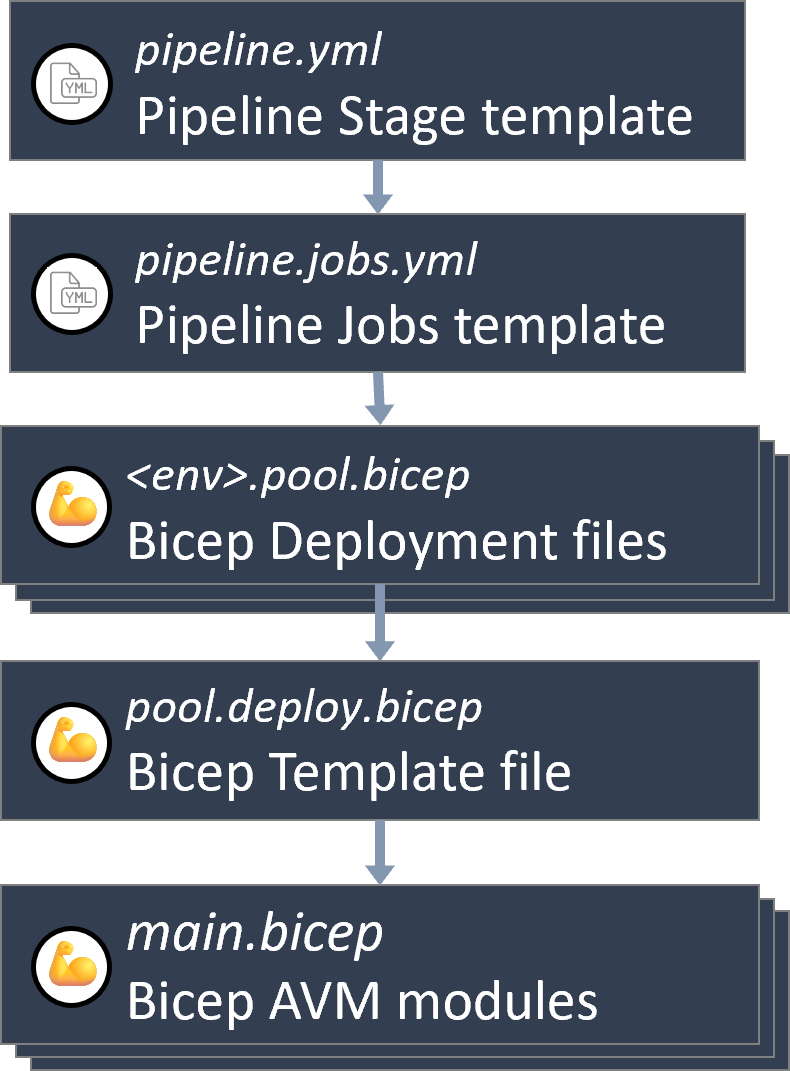 pipeline.yml
YML
Pipeline Stage template
pipeline.jobs.yml
YML
Pipeline Jobs template
<env>.pool.bicep
Bicep Deployment files
pool.deploy.bicep
Bicep Template file
main.bicep
Bicep AVM modules